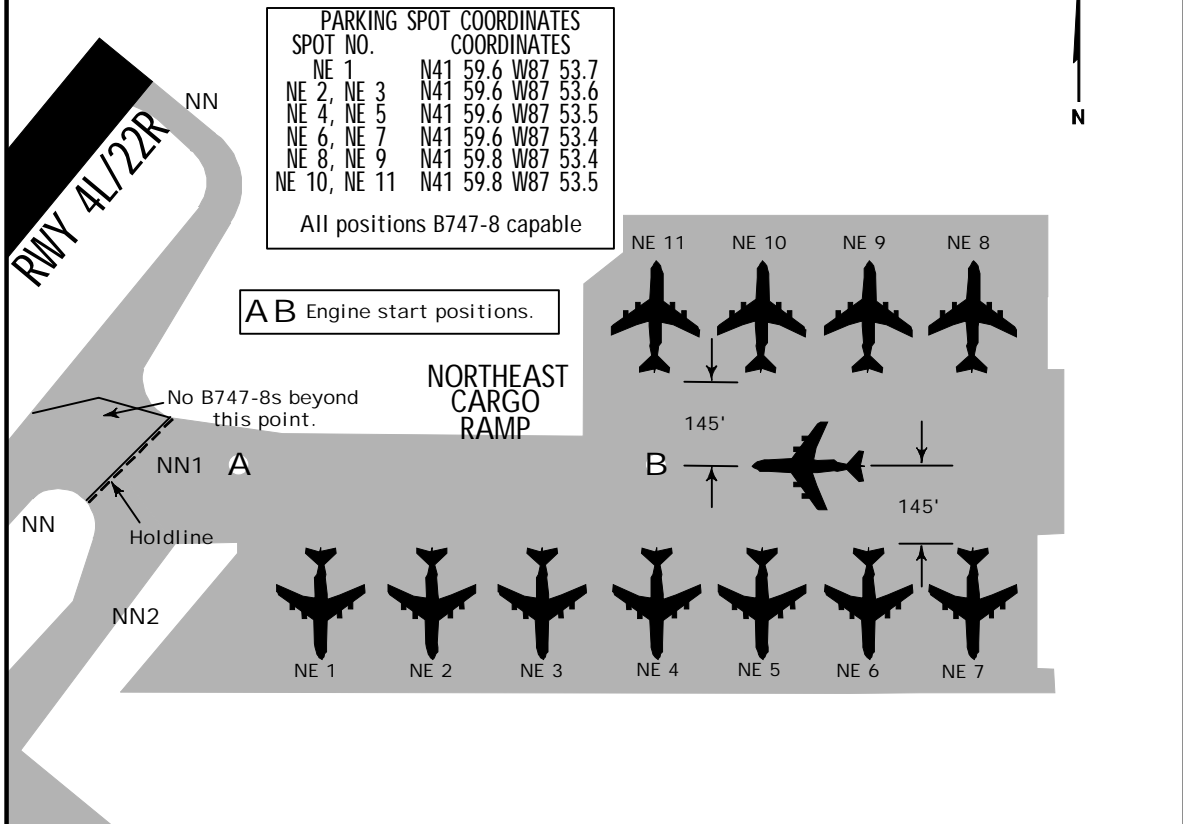 PARKING SPOT COORDINATES
SPOT NO. COORDINATES
NE 1 N41 59.6 W87 53.7
NE 2, NE 3 N41 59.6 W87 53.6
NE 4, NE 5 N41 59.6 W87 53.5
NE 6, NE 7 N41 59.6 W87 53.4
NE 8, NE 9 N41 59.8 W87 53.4
NE 10, NE 11 N41 59.8 W87 53.5
All positions B747-8 capable
N
NN
RWY 4L/22R
NE 11 NE 10 NE 9 NE 8
A B Engine start positions.
NORTHEAST
CARGO
RAMP
No B747-8s beyond
this point.
145'
NN1 A
B
145'
NN
Holdline
NN2
NE 1 NE 2 NE 3 NE 4 NE 5 NE 6 NE 7